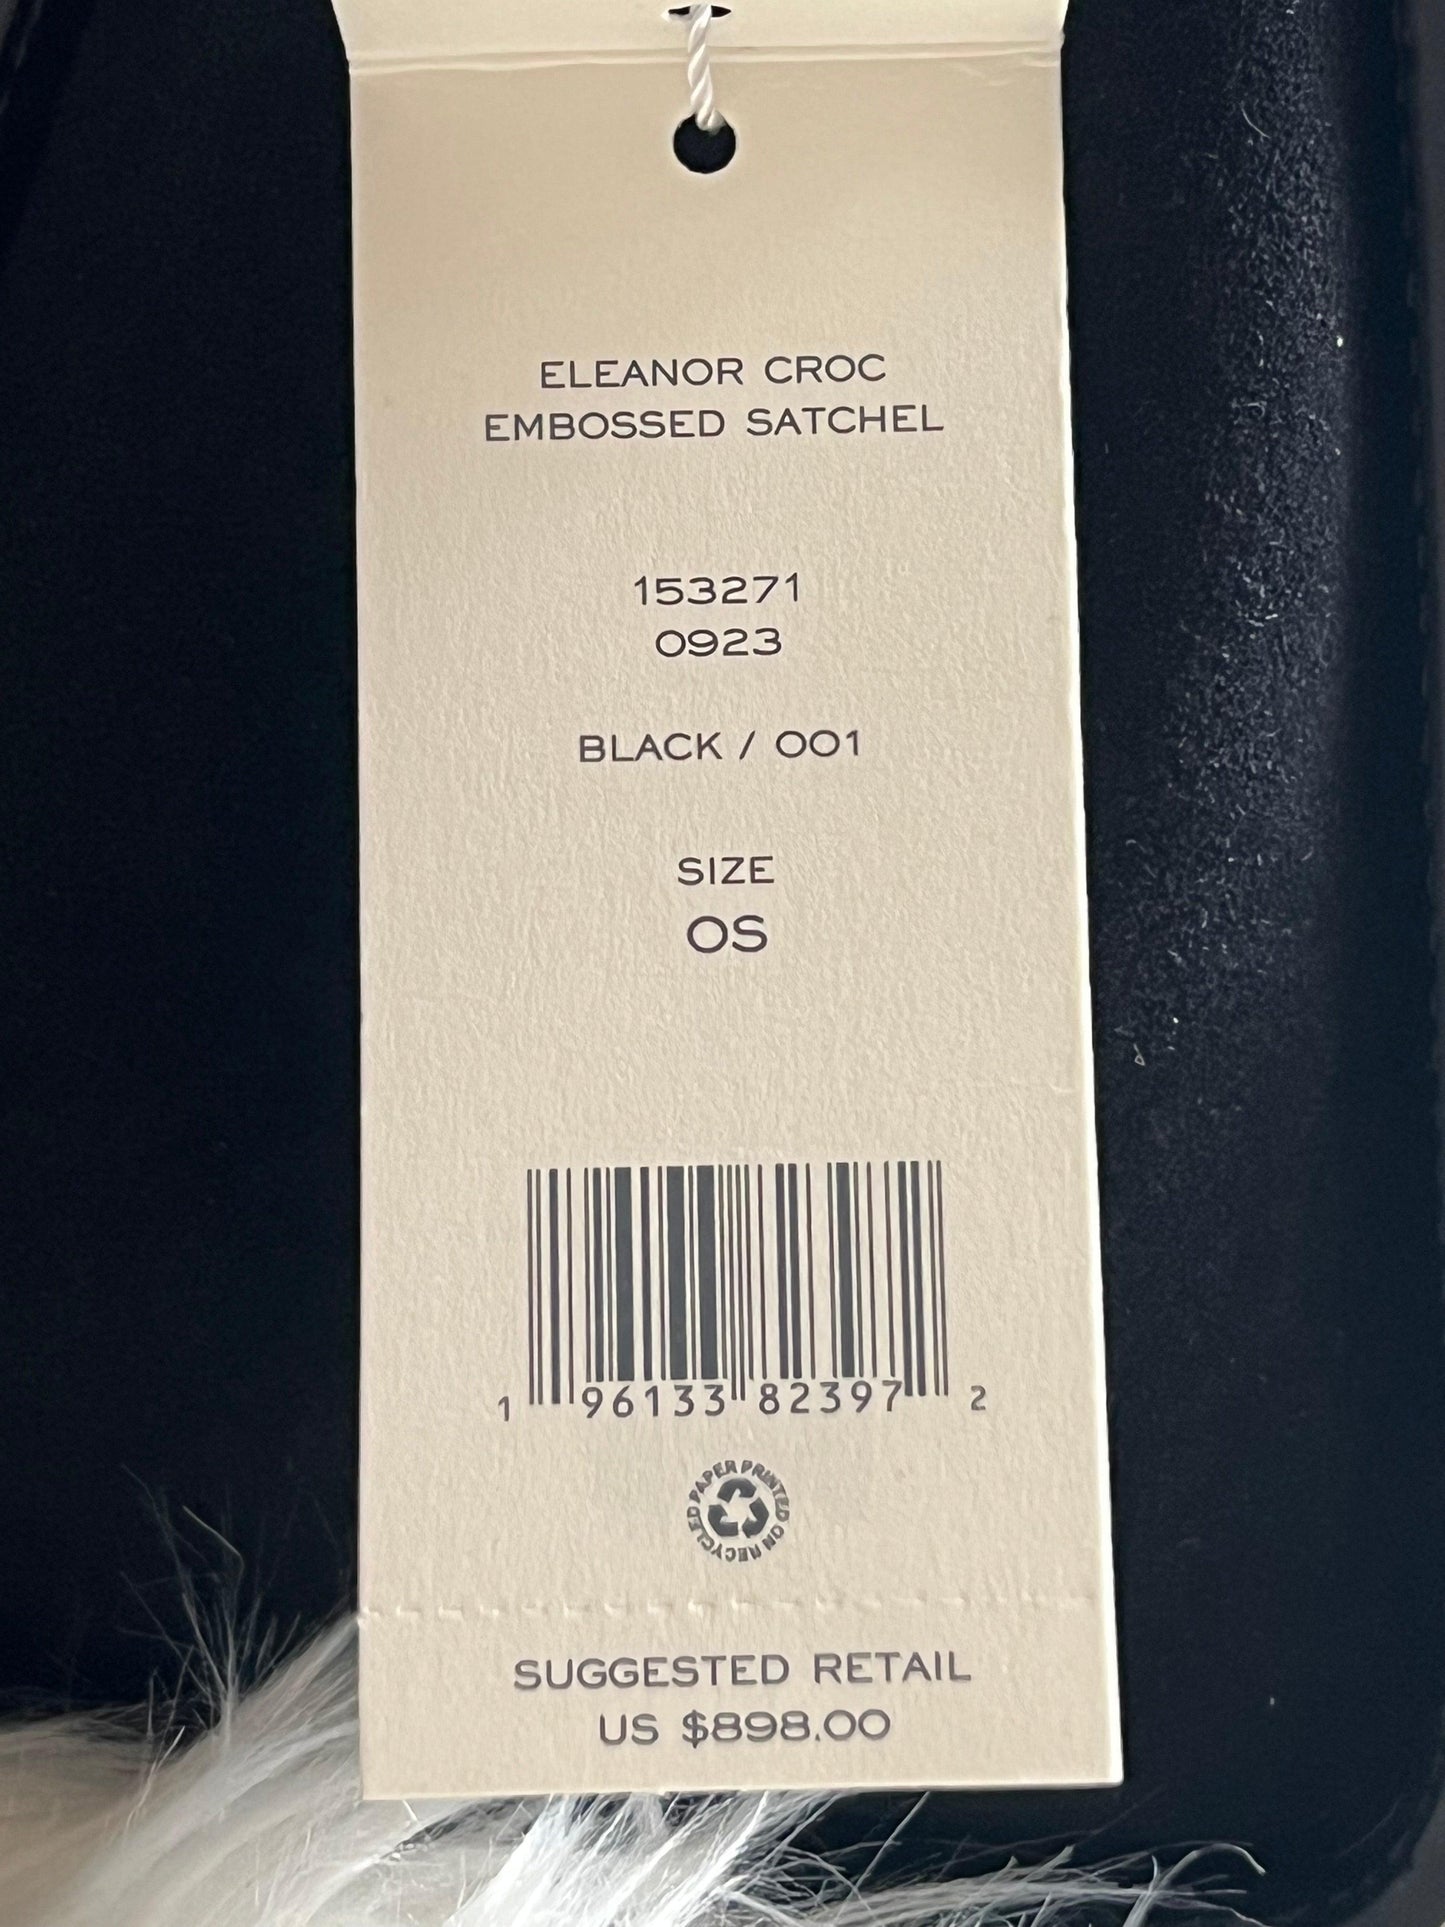 ELEANOR CROC
EMBOSSED SATCHEL
153271
0923
BLACK / 001
SIZE
OS
1 96133 82397 2
PAPER PRINTED ON RECYCLED
SUGGESTED RETAIL
US $898.00